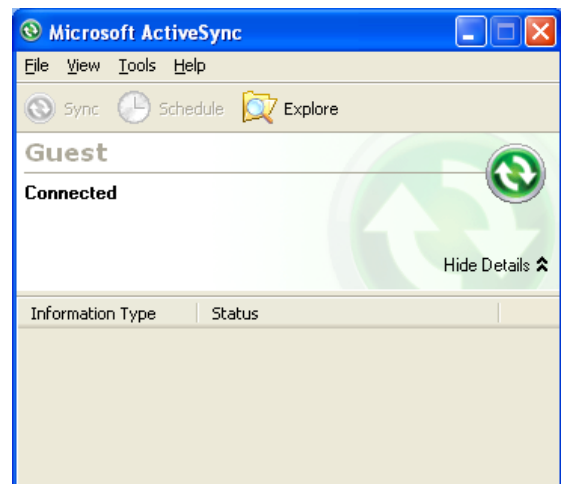 Microsoft ActiveSync
File View Tools Help
Sync Schedule Explore
Guest
Connected
Hide Details
Information Type Status